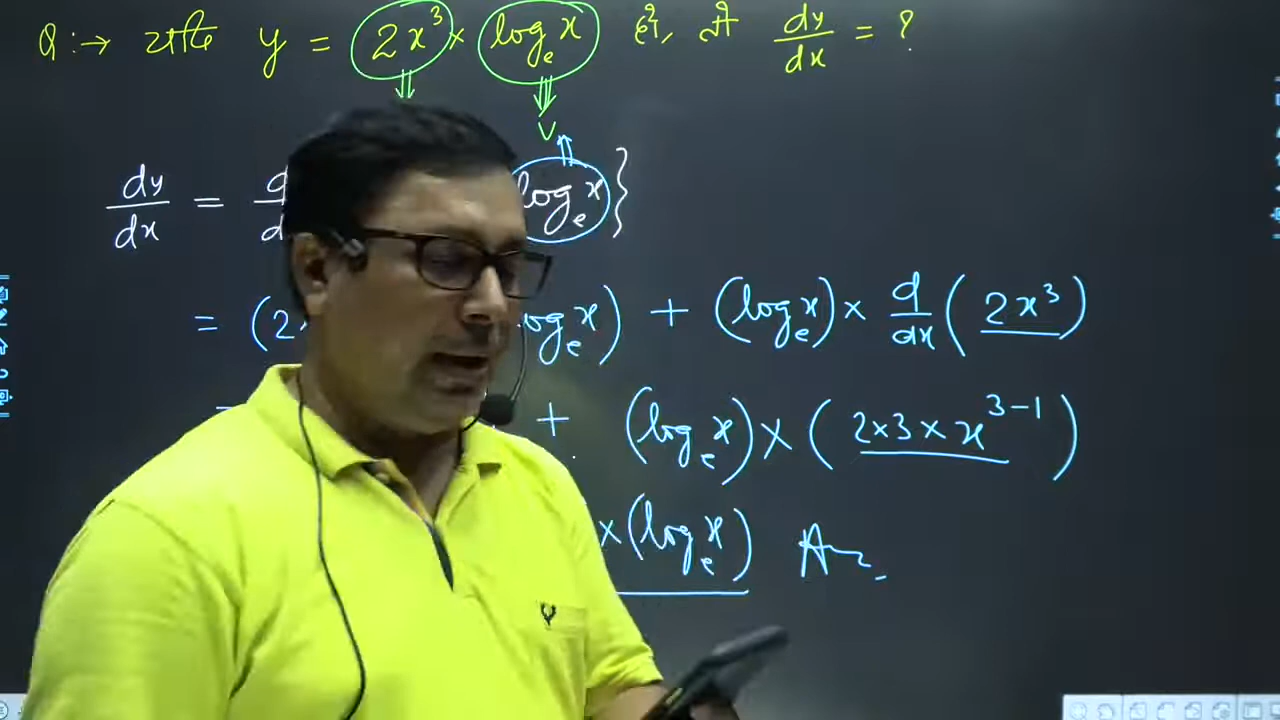 Q:→ यदि y = 2x³ × logₑx हो, तो dy/dx = ?
v
dy/dx = logₑx}
= (2 logₑx) + (logₑx) × d/dx (2x³)
+ (logₑx) × (2×3×x³⁻¹)
×(logₑx) Ans.